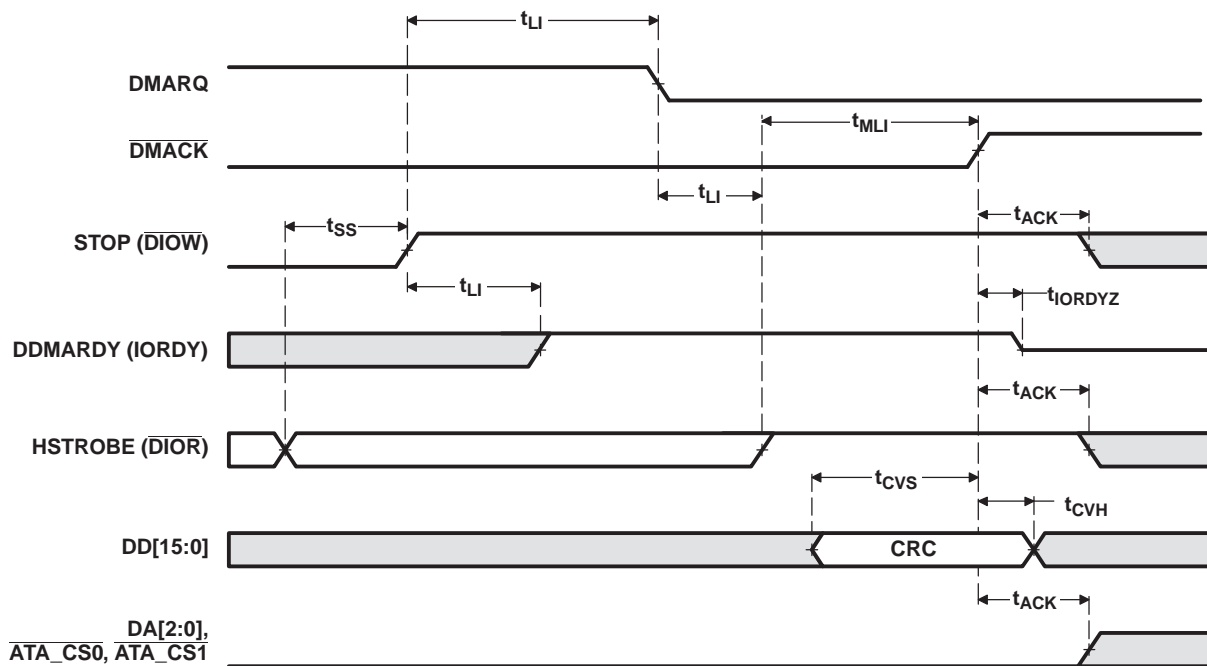 tLI
DMARQ
tMLI
DMACK
tLI
tACK
tSS
STOP (DIOW)
tLI
tIORDYZ
DDMARDY (IORDY)
tACK
HSTROBE (DIOR)
tCVS
tCVH
DD[15:0]
CRC
tACK
DA[2:0],
ATA_CS0, ATA_CS1